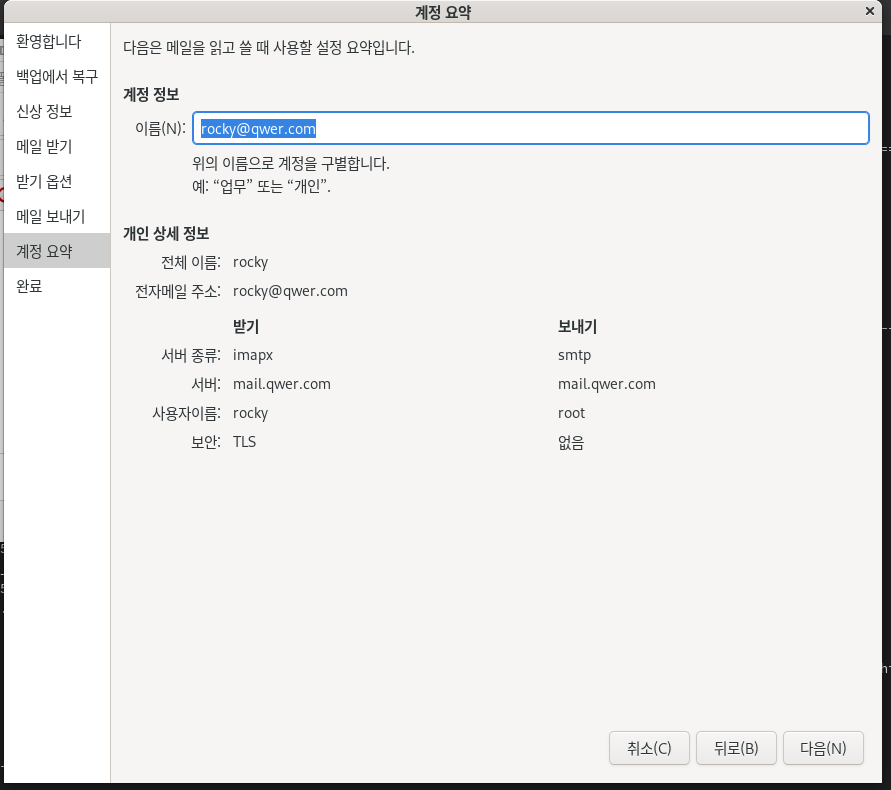 계정 요약
환영합니다
백업에서 복구
신상 정보
메일 받기
받기 옵션
메일 보내기
계정 요약
완료
다음은 메일을 읽고 쓸 때 사용할 설정 요약입니다.
계정 정보
이름(N): rocky@qwer.com
위의 이름으로 계정을 구별합니다.
예: “업무” 또는 “개인”.
개인 상세 정보
전체 이름: rocky
전자메일 주소: rocky@qwer.com
받기 보내기
서버 종류: imapx smtp
서버: mail.qwer.com mail.qwer.com
사용자이름: rocky root
보안: TLS 없음
취소(C) 뒤로(B) 다음(N)